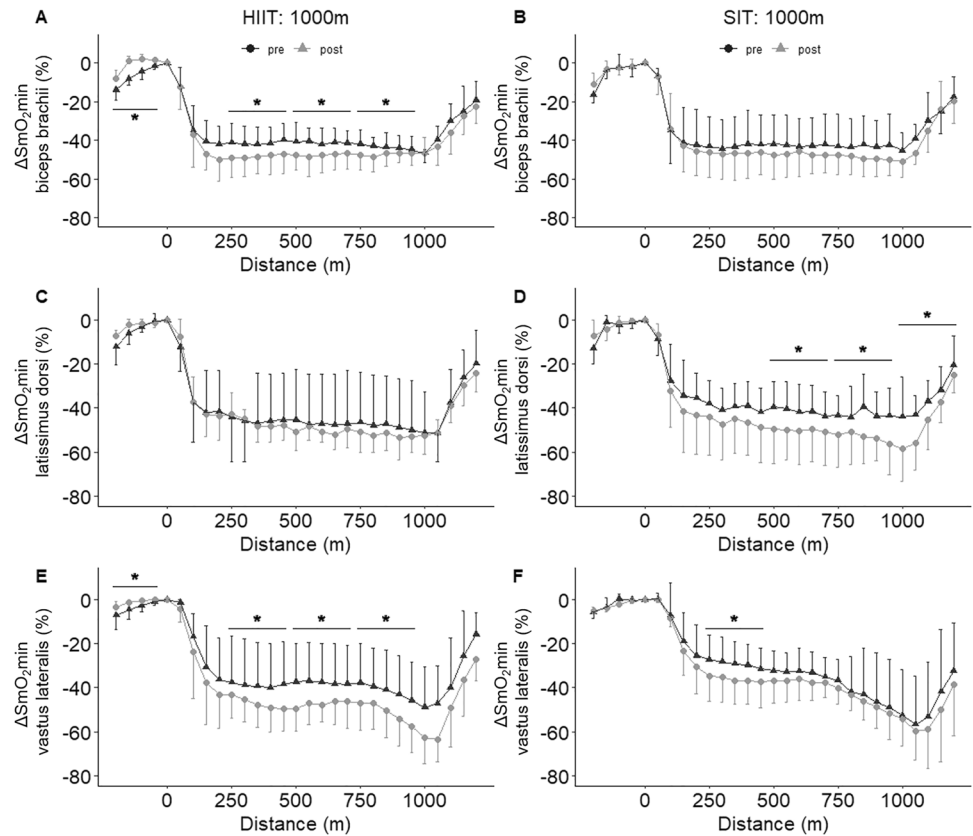 A HIIT: 1000m
pre post
ΔSmO2min
biceps brachii (%)
0
-20
-40
-60
-80
* * * *
0 250 500 750 1000
Distance (m)
B SIT: 1000m
pre post
ΔSmO2min
biceps brachii (%)
0
-20
-40
-60
-80
0 250 500 750 1000
Distance (m)
C
ΔSmO2min
latissimus dorsi (%)
0
-20
-40
-60
-80
0 250 500 750 1000
Distance (m)
D
ΔSmO2min
latissimus dorsi (%)
0
-20
-40
-60
-80
* * *
0 250 500 750 1000
Distance (m)
E
ΔSmO2min
vastus lateralis (%)
0
-20
-40
-60
-80
* * * *
0 250 500 750 1000
Distance (m)
F
ΔSmO2min
vastus lateralis (%)
0
-20
-40
-60
-80
*
0 250 500 750 1000
Distance (m)